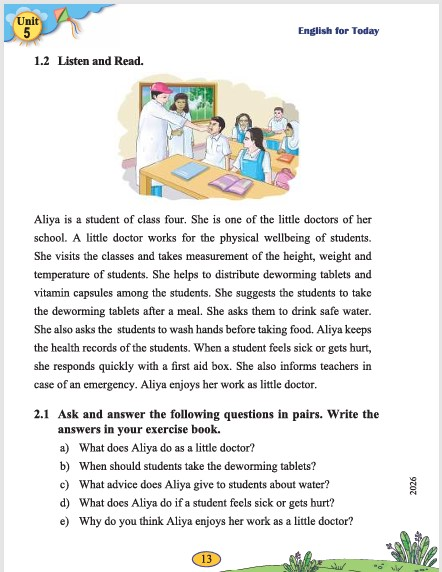 Unit
5
English for Today
1.2 Listen and Read.
Aliya is a student of class four. She is one of the little doctors of her
school. A little doctor works for the physical wellbeing of students.
She visits the classes and takes measurement of the height, weight and
temperature of students. She helps to distribute deworming tablets and
vitamin capsules among the students. She suggests the students to take
the deworming tablets after a meal. She asks them to drink safe water.
She also asks the students to wash hands before taking food. Aliya keeps
the health records of the students. When a student feels sick or gets hurt,
she responds quickly with a first aid box. She also informs teachers in
case of an emergency. Aliya enjoys her work as little doctor.
2.1 Ask and answer the following questions in pairs. Write the
answers in your exercise book.
a) What does Aliya do as a little doctor?
b) When should students take the deworming tablets?
c) What advice does Aliya give to students about water?
d) What does Aliya do if a student feels sick or gets hurt?
e) Why do you think Aliya enjoys her work as a little doctor?
2026
13